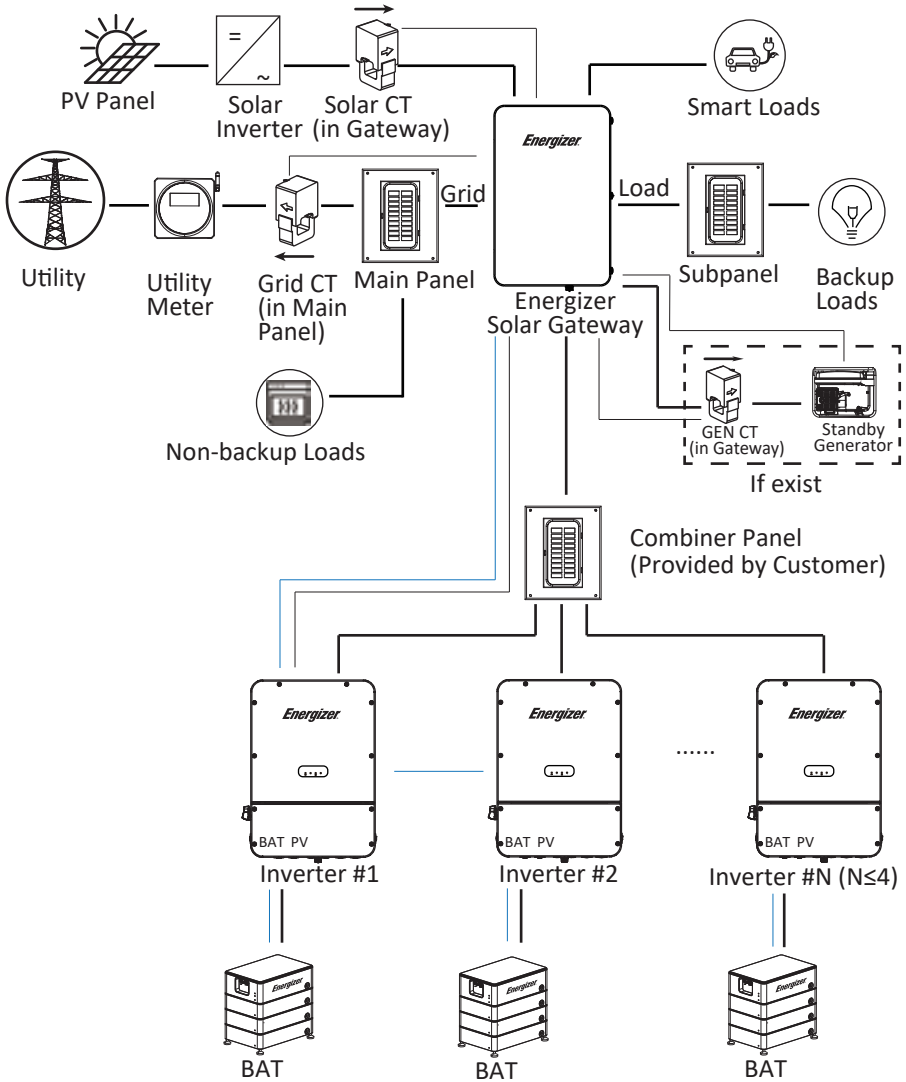 PV Panel
Solar
Inverter
Solar CT
(in Gateway)
=
~
Energizer
Smart Loads
Grid
Load
Utility
Utility
Meter
Grid CT
(in Main
Panel)
Main Panel
Energizer
Solar Gateway
Subpanel
Backup
Loads
Non-backup Loads
GEN CT
(in Gateway)
Standby
Generator
If exist
Combiner Panel
(Provided by Customer)
Energizer
Energizer
Energizer
......
BAT PV
BAT PV
BAT PV
Inverter #1
Inverter #2
Inverter #N (N≤4)
Energizer
Energizer
Energizer
BAT
BAT
BAT